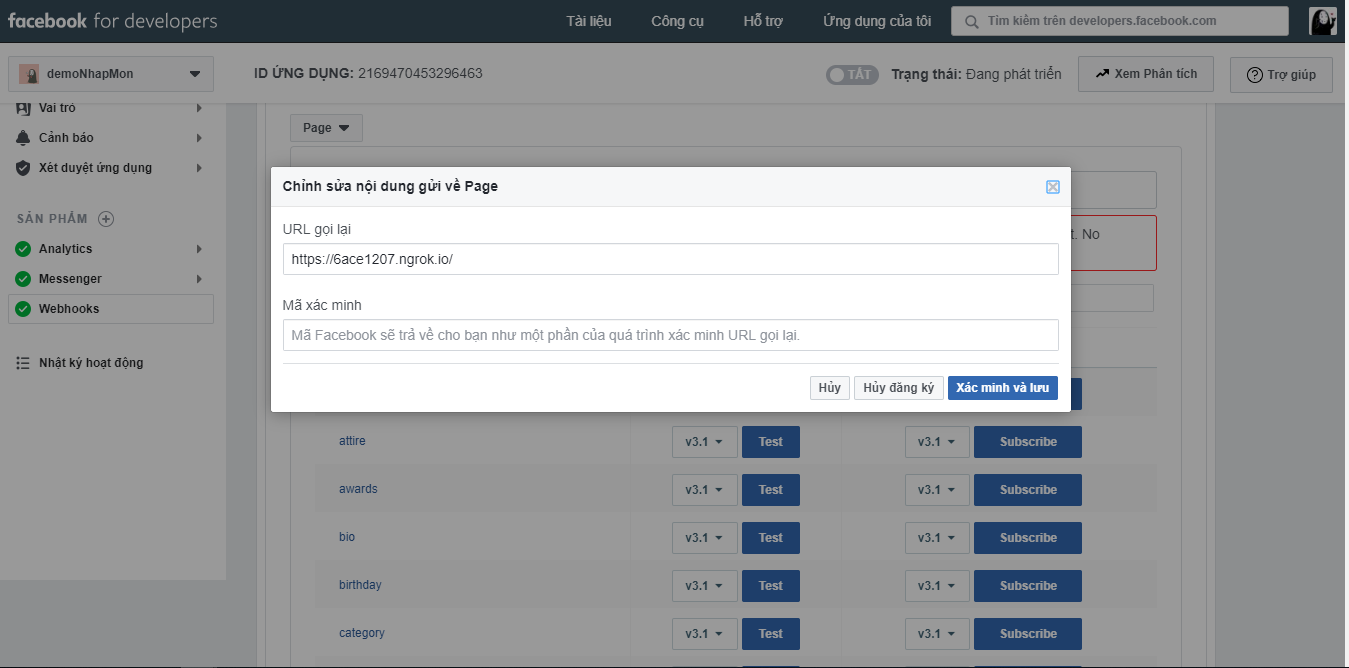 facebook for developers
Tài liệu
Công cụ
Hỗ trợ
Ứng dụng của tôi
Tìm kiếm trên developers.facebook.com
demoNhapMon
ID ỨNG DỤNG: 2169470453296463
TẮT
Trạng thái: Đang phát triển
Xem Phân tích
Trợ giúp
Vai trò
Cảnh báo
Xét duyệt ứng dụng
SẢN PHẨM
Analytics
Messenger
Webhooks
Nhật ký hoạt động
Page
Chỉnh sửa nội dung gửi về Page
URL gọi lại
https://6ace1207.ngrok.io/
Mã xác minh
Mã Facebook sẽ trả về cho bạn như một phần của quá trình xác minh URL gọi lại.
Hủy
Hủy đăng ký
Xác minh và lưu
t. No
attire v3.1 Test v3.1 Subscribe
awards v3.1 Test v3.1 Subscribe
bio v3.1 Test v3.1 Subscribe
birthday v3.1 Test v3.1 Subscribe
category v3.1 Test v3.1 Subscribe